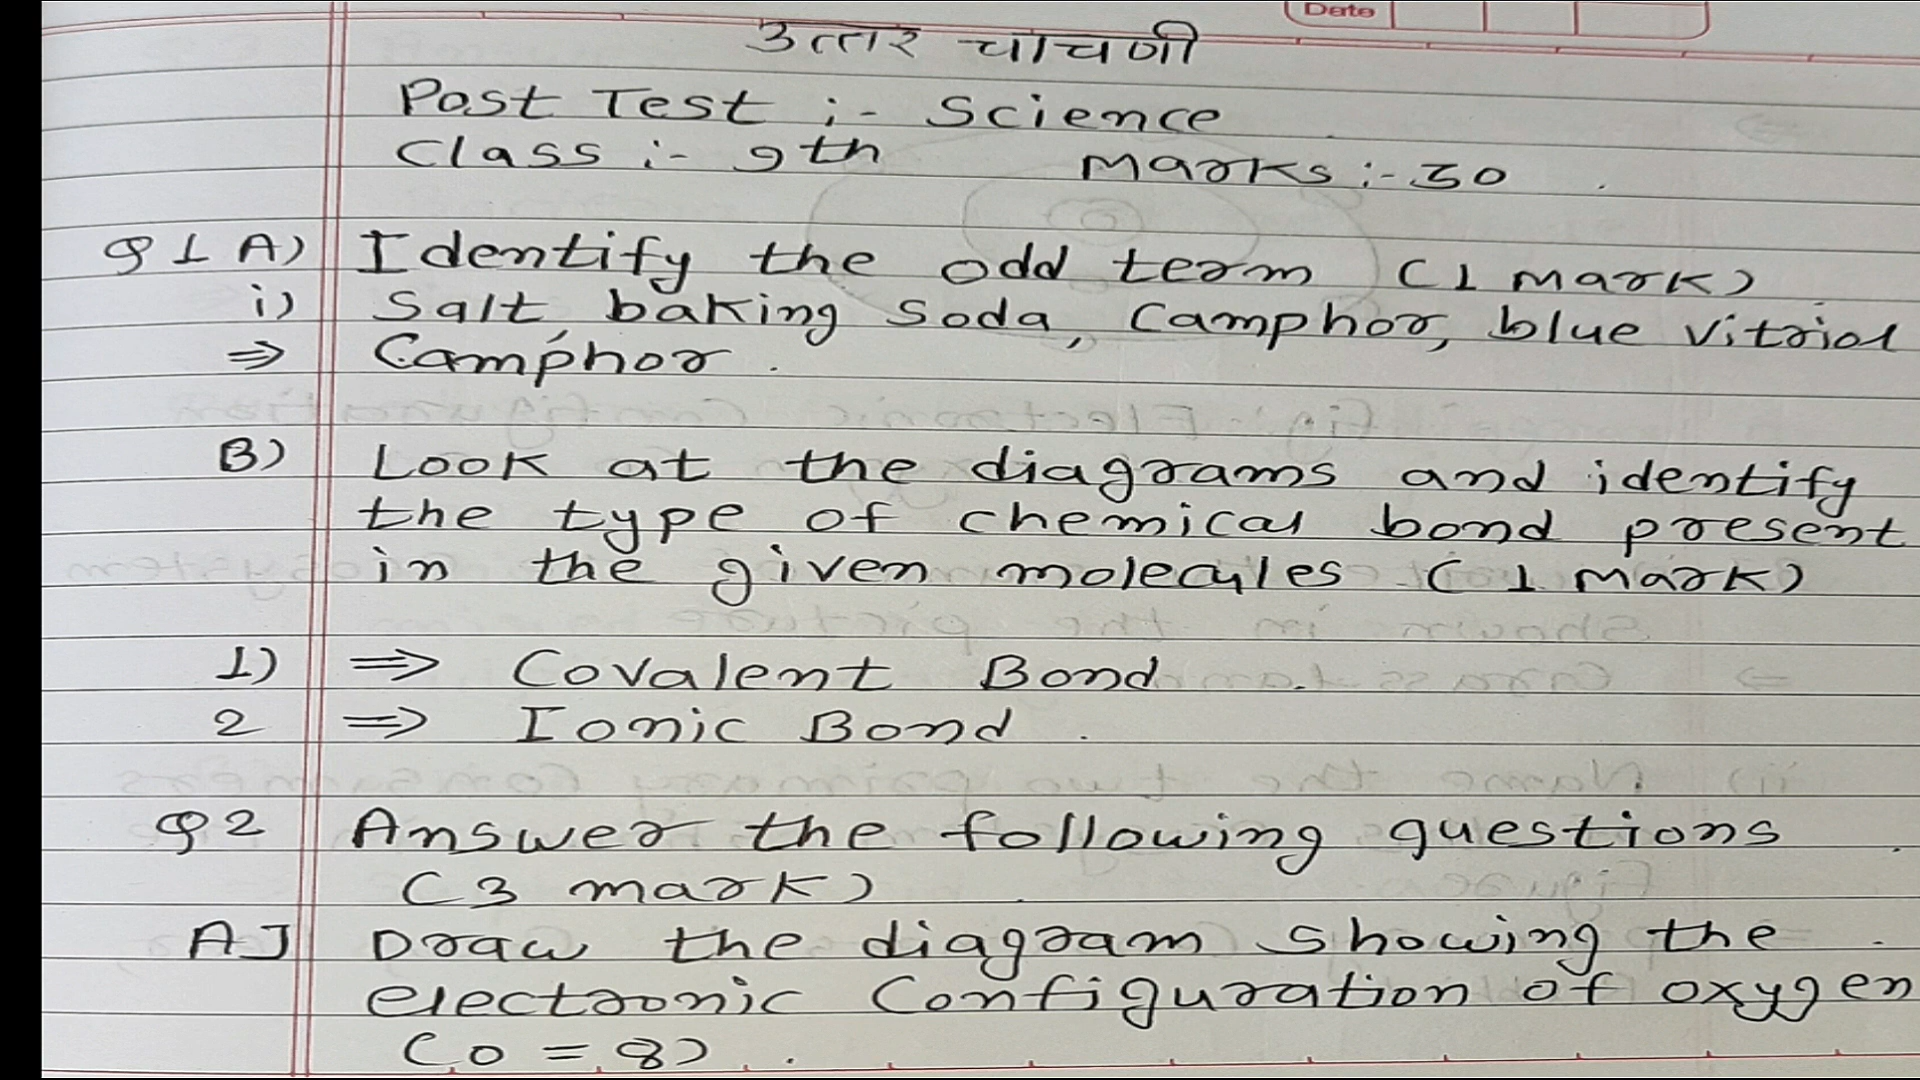 Date
उत्तर चाचणी
Post Test :- Science
Class :- 9th Marks :- 30
Q 1 A) Identify the odd term (1 Mark)
i) Salt, baking soda, Camphor, blue vitriol
⇒ Camphor.
B) Look at the diagrams and identify
the type of chemical bond present
in the given molecules (1 Mark)
1) ⇒ Covalent Bond.
2 ⇒ Ionic Bond.
Q 2 Answer the following questions
(3 mark)
A] Draw the diagram showing the
electronic Configuration of oxygen
(O = 8).